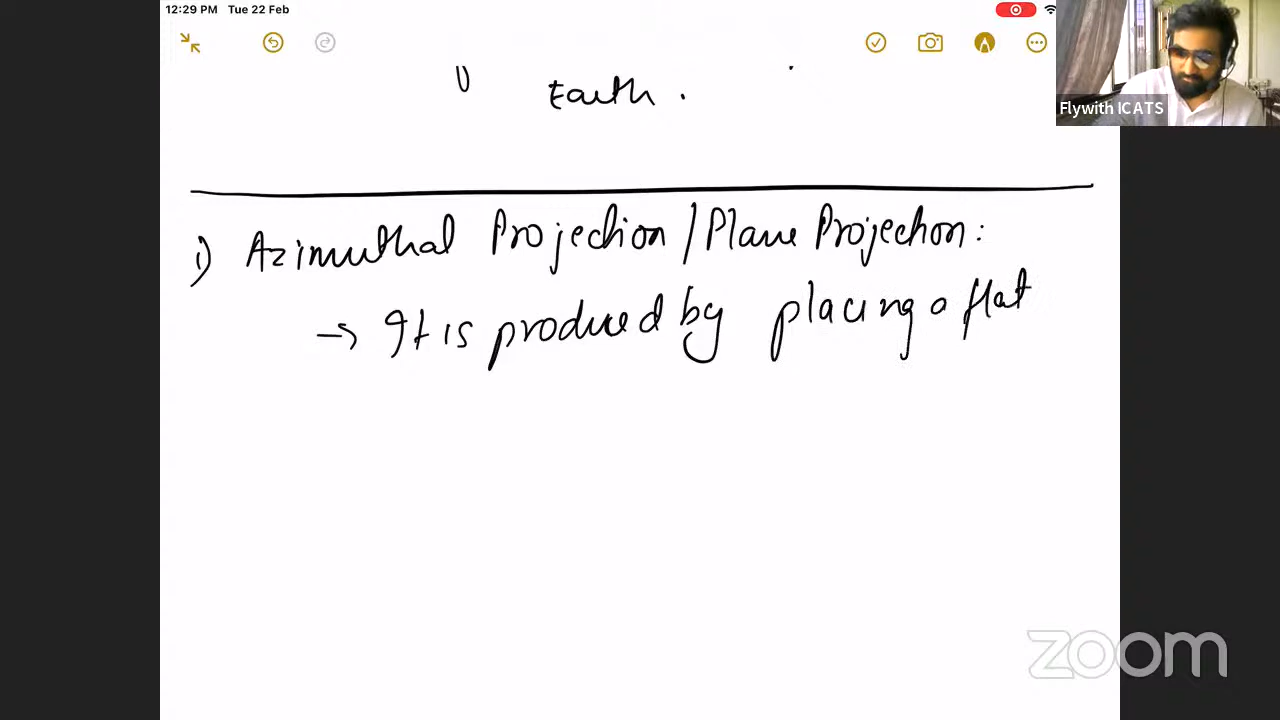 12:29 PM Tue 22 Feb
Earth.
Flywith ICATS
1) Azimuthal Projection / Plane Projection:
→ It is produced by placing a flat
zoom